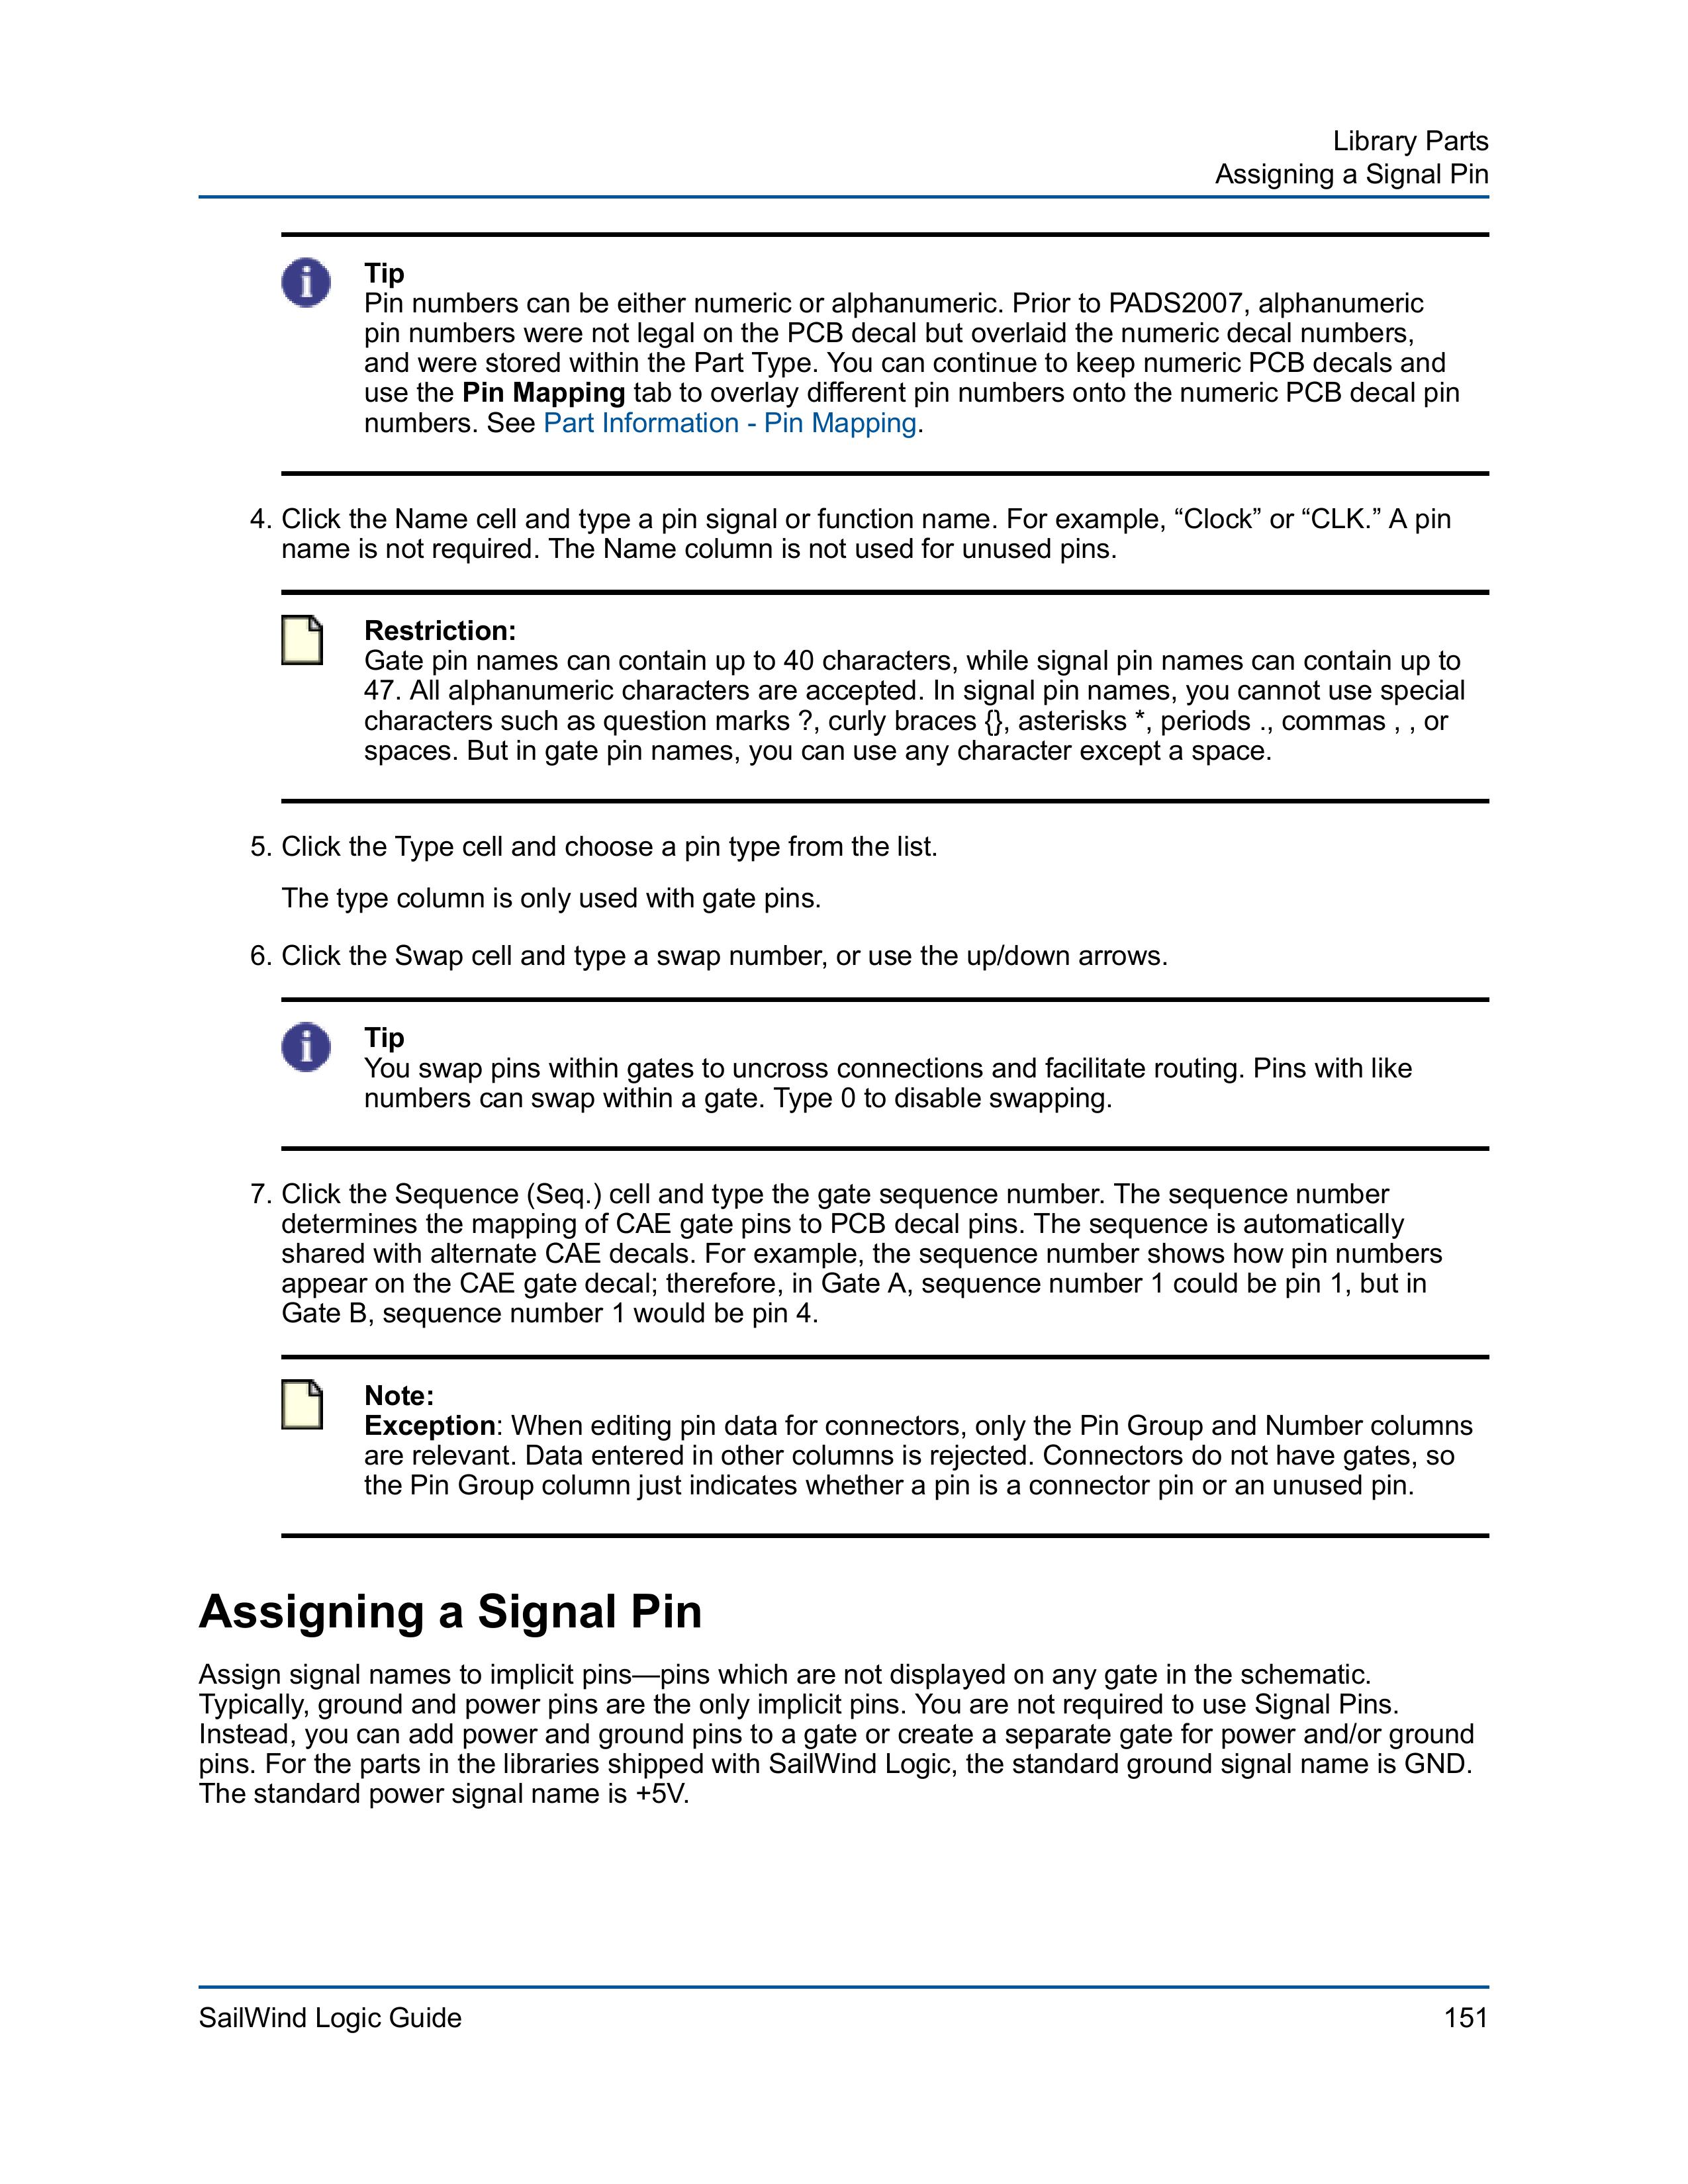 Library Parts
Assigning a Signal Pin
Tip
Pin numbers can be either numeric or alphanumeric. Prior to PADS2007, alphanumeric
pin numbers were not legal on the PCB decal but overlaid the numeric decal numbers,
and were stored within the Part Type. You can continue to keep numeric PCB decals and
use the Pin Mapping tab to overlay different pin numbers onto the numeric PCB decal pin
numbers. See Part Information - Pin Mapping.
4. Click the Name cell and type a pin signal or function name. For example, “Clock” or “CLK.” A pin
name is not required. The Name column is not used for unused pins.
Restriction:
Gate pin names can contain up to 40 characters, while signal pin names can contain up to
47. All alphanumeric characters are accepted. In signal pin names, you cannot use special
characters such as question marks ?, curly braces {}, asterisks *, periods ., commas , , or
spaces. But in gate pin names, you can use any character except a space.
5. Click the Type cell and choose a pin type from the list.
The type column is only used with gate pins.
6. Click the Swap cell and type a swap number, or use the up/down arrows.
Tip
You swap pins within gates to uncross connections and facilitate routing. Pins with like
numbers can swap within a gate. Type 0 to disable swapping.
7. Click the Sequence (Seq.) cell and type the gate sequence number. The sequence number
determines the mapping of CAE gate pins to PCB decal pins. The sequence is automatically
shared with alternate CAE decals. For example, the sequence number shows how pin numbers
appear on the CAE gate decal; therefore, in Gate A, sequence number 1 could be pin 1, but in
Gate B, sequence number 1 would be pin 4.
Note:
Exception: When editing pin data for connectors, only the Pin Group and Number columns
are relevant. Data entered in other columns is rejected. Connectors do not have gates, so
the Pin Group column just indicates whether a pin is a connector pin or an unused pin.
Assigning a Signal Pin
Assign signal names to implicit pins—pins which are not displayed on any gate in the schematic.
Typically, ground and power pins are the only implicit pins. You are not required to use Signal Pins.
Instead, you can add power and ground pins to a gate or create a separate gate for power and/or ground
pins. For the parts in the libraries shipped with SailWind Logic, the standard ground signal name is GND.
The standard power signal name is +5V.
SailWind Logic Guide
151